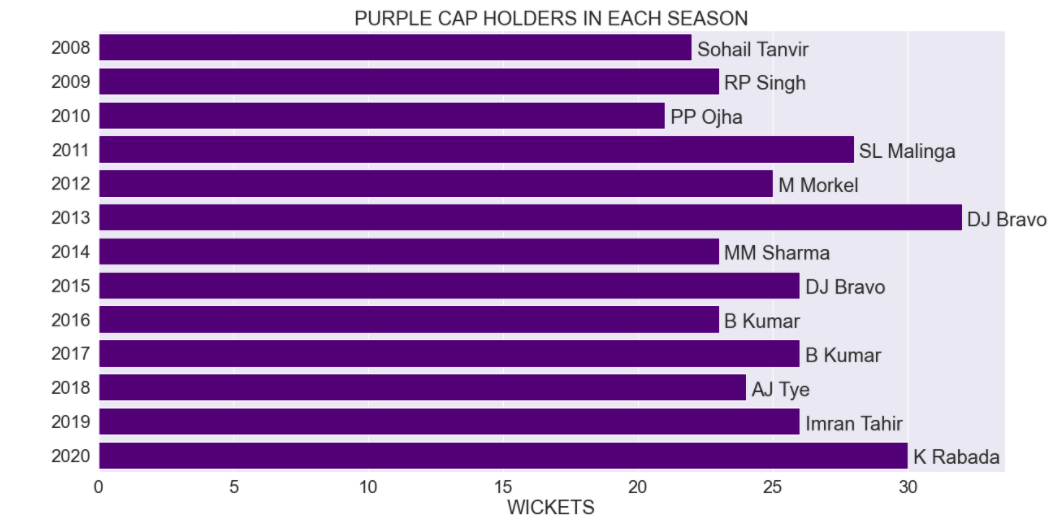 PURPLE CAP HOLDERS IN EACH SEASON
2008 Sohail Tanvir
2009 RP Singh
2010 PP Ojha
2011 SL Malinga
2012 M Morkel
2013 DJ Bravo
2014 MM Sharma
2015 DJ Bravo
2016 B Kumar
2017 B Kumar
2018 AJ Tye
2019 Imran Tahir
2020 K Rabada
0 5 10 15 20 25 30
WICKETS